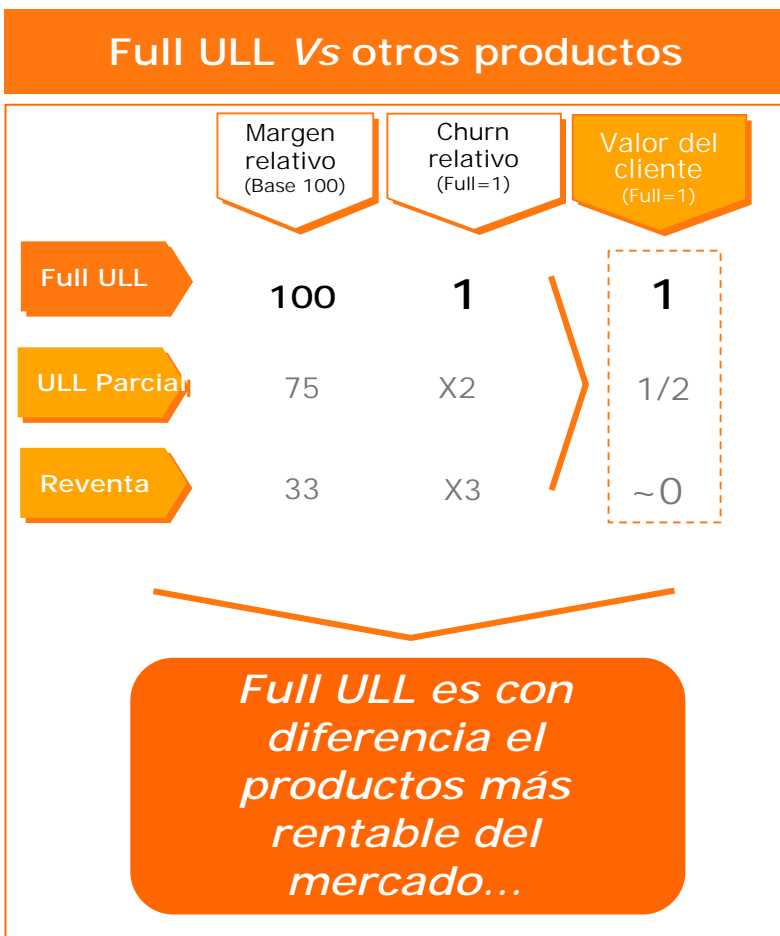 Full ULL Vs otros productos
Margen
relativo
(Base 100)
Churn
relativo
(Full=1)
Valor del
cliente
(Full=1)
Full ULL
100
1
1
ULL Parcial
75
X2
1/2
Reventa
33
X3
~0
Full ULL es con
diferencia el
productos más
rentable del
mercado...